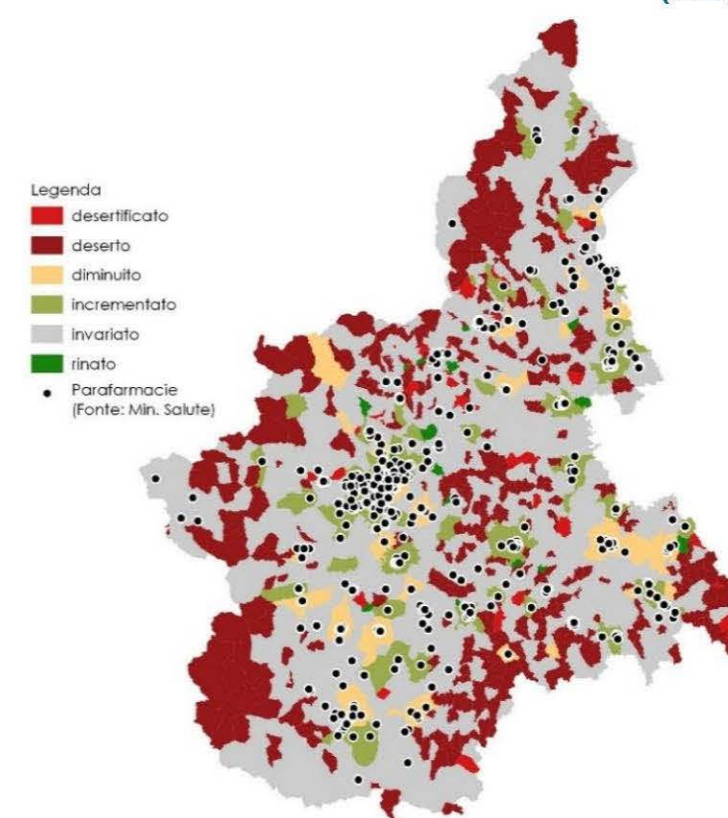 Legenda
desertificato
deserto
diminuito
incrementato
invariato
rinato
Parafarmacie
(Fonte: Min. Salute)